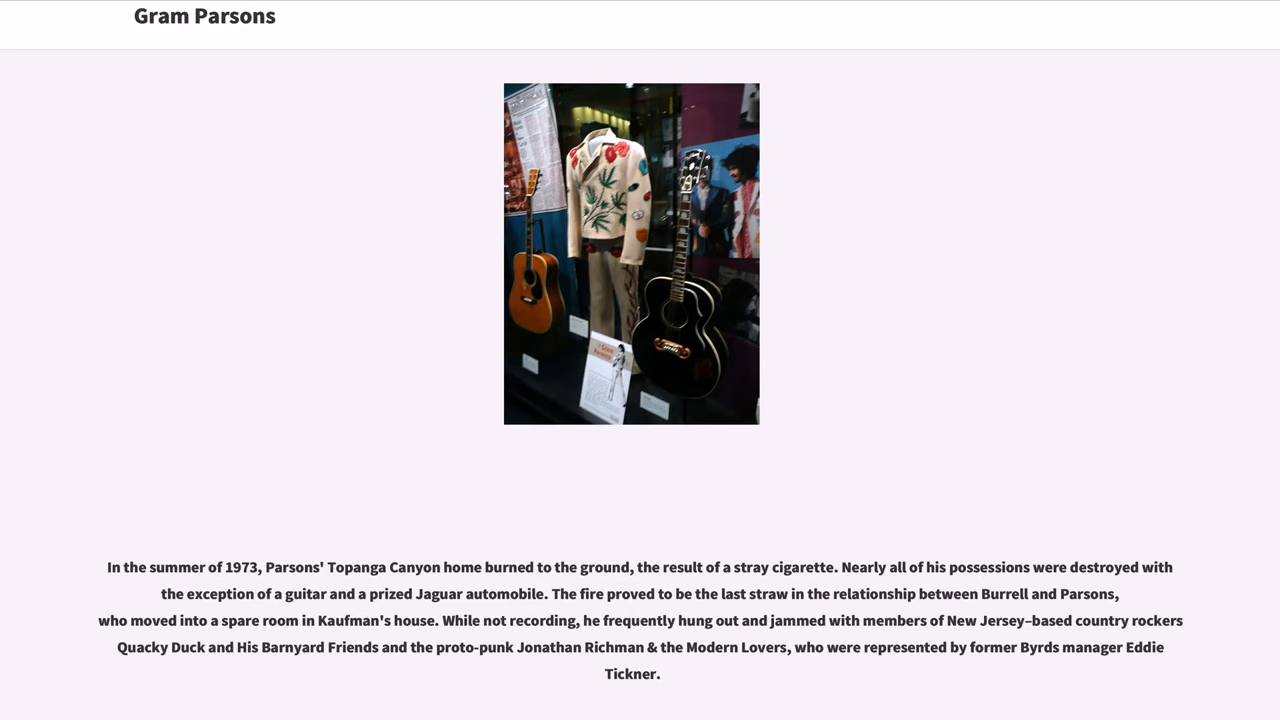 Gram Parsons
Gram
Parsons
In the summer of 1973, Parsons' Topanga Canyon home burned to the ground, the result of a stray cigarette. Nearly all of his possessions were destroyed with
the exception of a guitar and a prized Jaguar automobile. The fire proved to be the last straw in the relationship between Burrell and Parsons,
who moved into a spare room in Kaufman's house. While not recording, he frequently hung out and jammed with members of New Jersey–based country rockers
Quacky Duck and His Barnyard Friends and the proto-punk Jonathan Richman & the Modern Lovers, who were represented by former Byrds manager Eddie
Tickner.